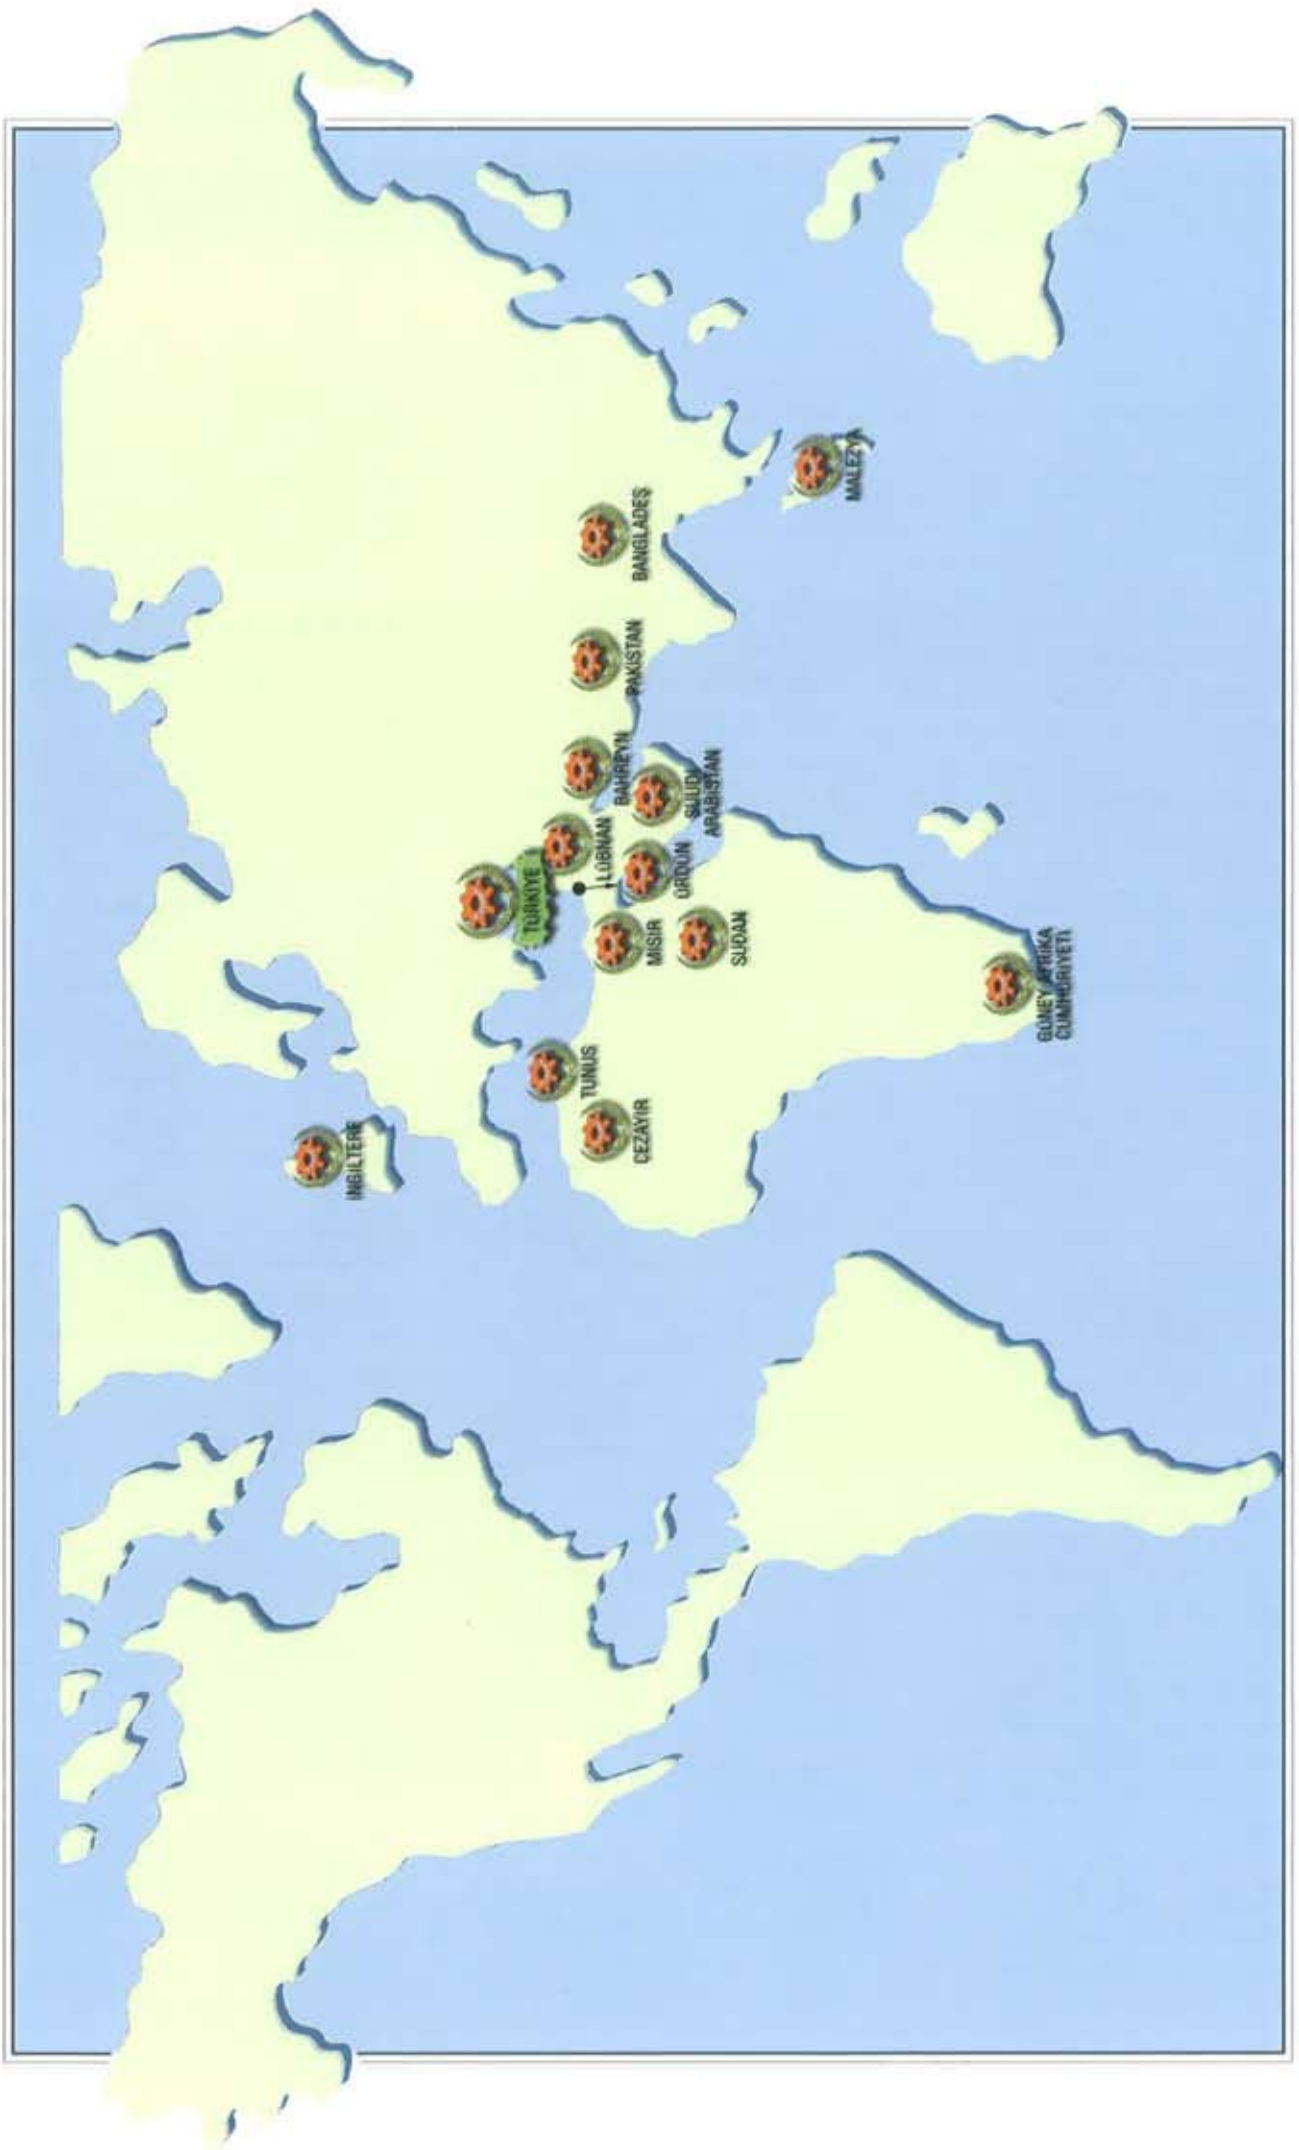 İNGİLTERE
TÜRKİYE
TUNUS
CEZAYİR
LÜBNAN
BAHREYN
PAKİSTAN
BANGLADEŞ
MISIR
ÜRDÜN
SUUDİ
ARABİSTAN
SUDAN
MALEZYA
GÜNEY AFRİKA
CUMHURİYETİ